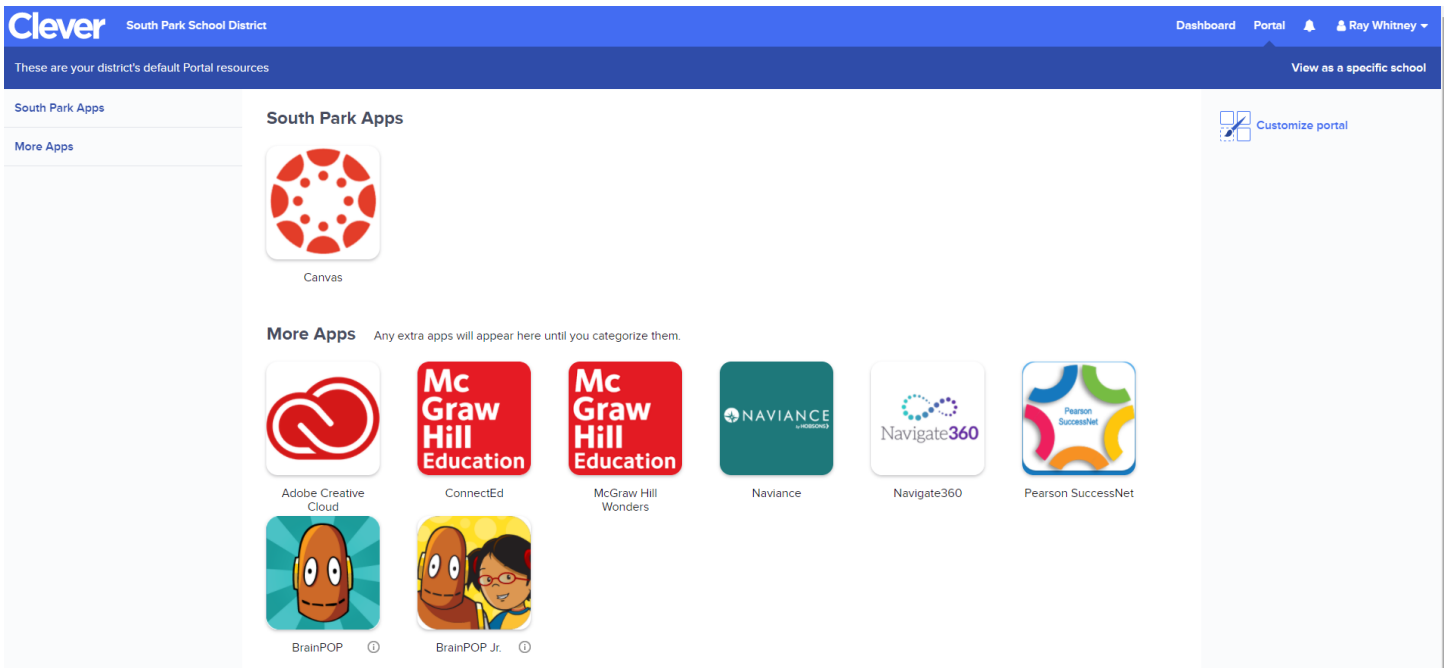 Clever South Park School District Dashboard Portal Ray Whitney
These are your district's default Portal resources View as a specific school
South Park Apps
More Apps
South Park Apps
Canvas
More Apps Any extra apps will appear here until you categorize them.
Mc
Graw
Hill
Education
Mc
Graw
Hill
Education
NAVIANCE
by HOBSONS
Navigate360
Pearson
SuccessNet
Adobe Creative
Cloud
ConnectEd
McGraw Hill
Wonders
Naviance
Navigate360
Pearson SuccessNet
BrainPOP
BrainPOP Jr.
Customize portal